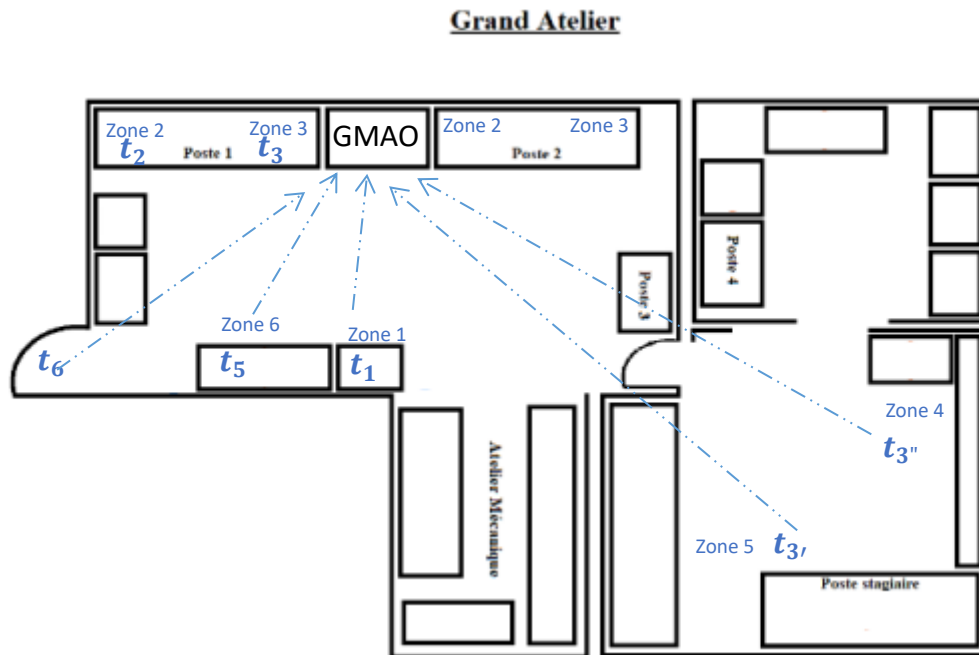 Grand Atelier
Zone 2
Zone 3
t₂
Poste 1
t₃
GMAO
Zone 2
Zone 3
Poste 2
Poste 4
Poste 3
Zone 6
Zone 1
t₆
t₅
t₁
Zone 4
t₃"
Atelier Mécanique
Zone 5
t₃,
Poste stagiaire